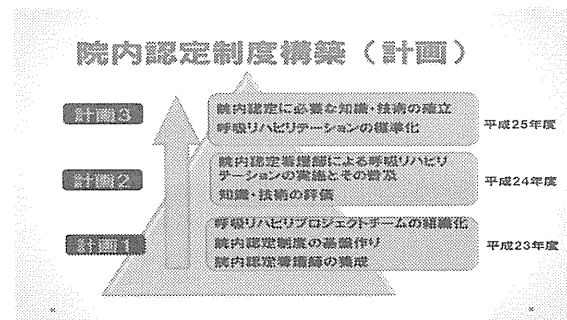 院内認定制度構築（計画）
計画3
院内認定に必要な知識・技術の確立
呼吸リハビリテーションの標準化
平成25年度
計画2
院内認定看護師による呼吸リハビリ
テーションの実施とその普及
知識・技術の評価
平成24年度
計画1
呼吸リハビリプロジェクトチームの組織化
院内認定制度の基盤作り
院内認定看護師の養成
平成23年度